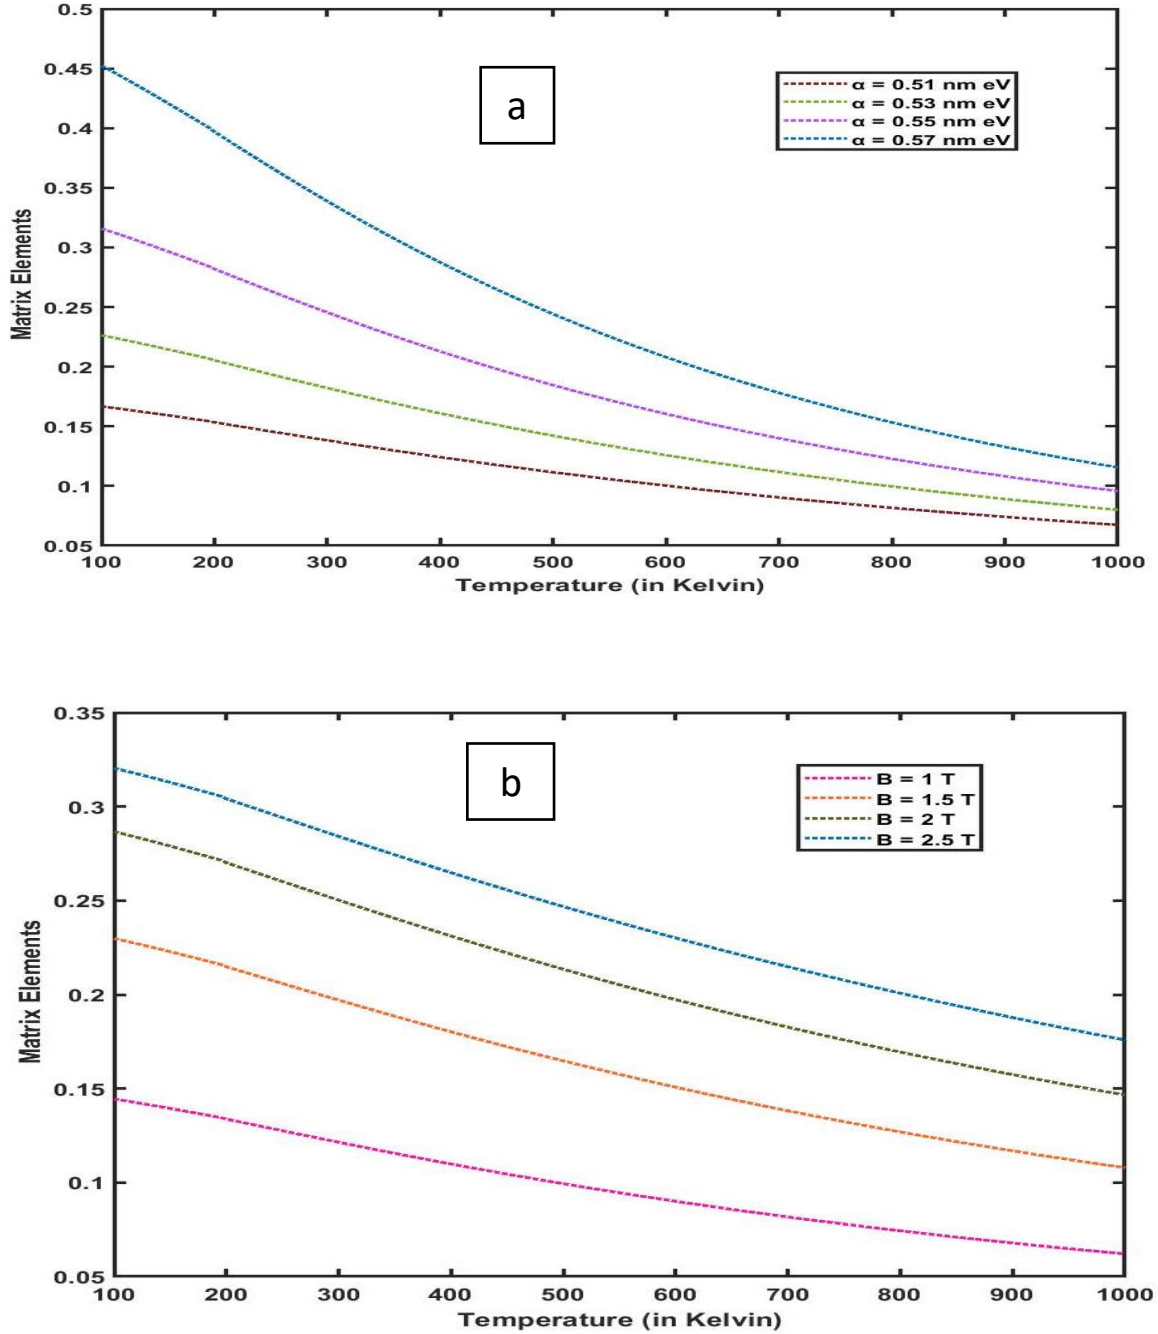 0.5
a
α = 0.51 nm eV
α = 0.53 nm eV
α = 0.55 nm eV
α = 0.57 nm eV
0.45
0.4
0.35
0.3
0.25
0.2
0.15
0.1
0.05
Matrix Elements
100 200 300 400 500 600 700 800 900 1000
Temperature (in Kelvin)
0.35
b
B = 1 T
B = 1.5 T
B = 2 T
B = 2.5 T
0.3
0.25
0.2
0.15
0.1
0.05
Matrix Elements
100 200 300 400 500 600 700 800 900 1000
Temperature (in Kelvin)